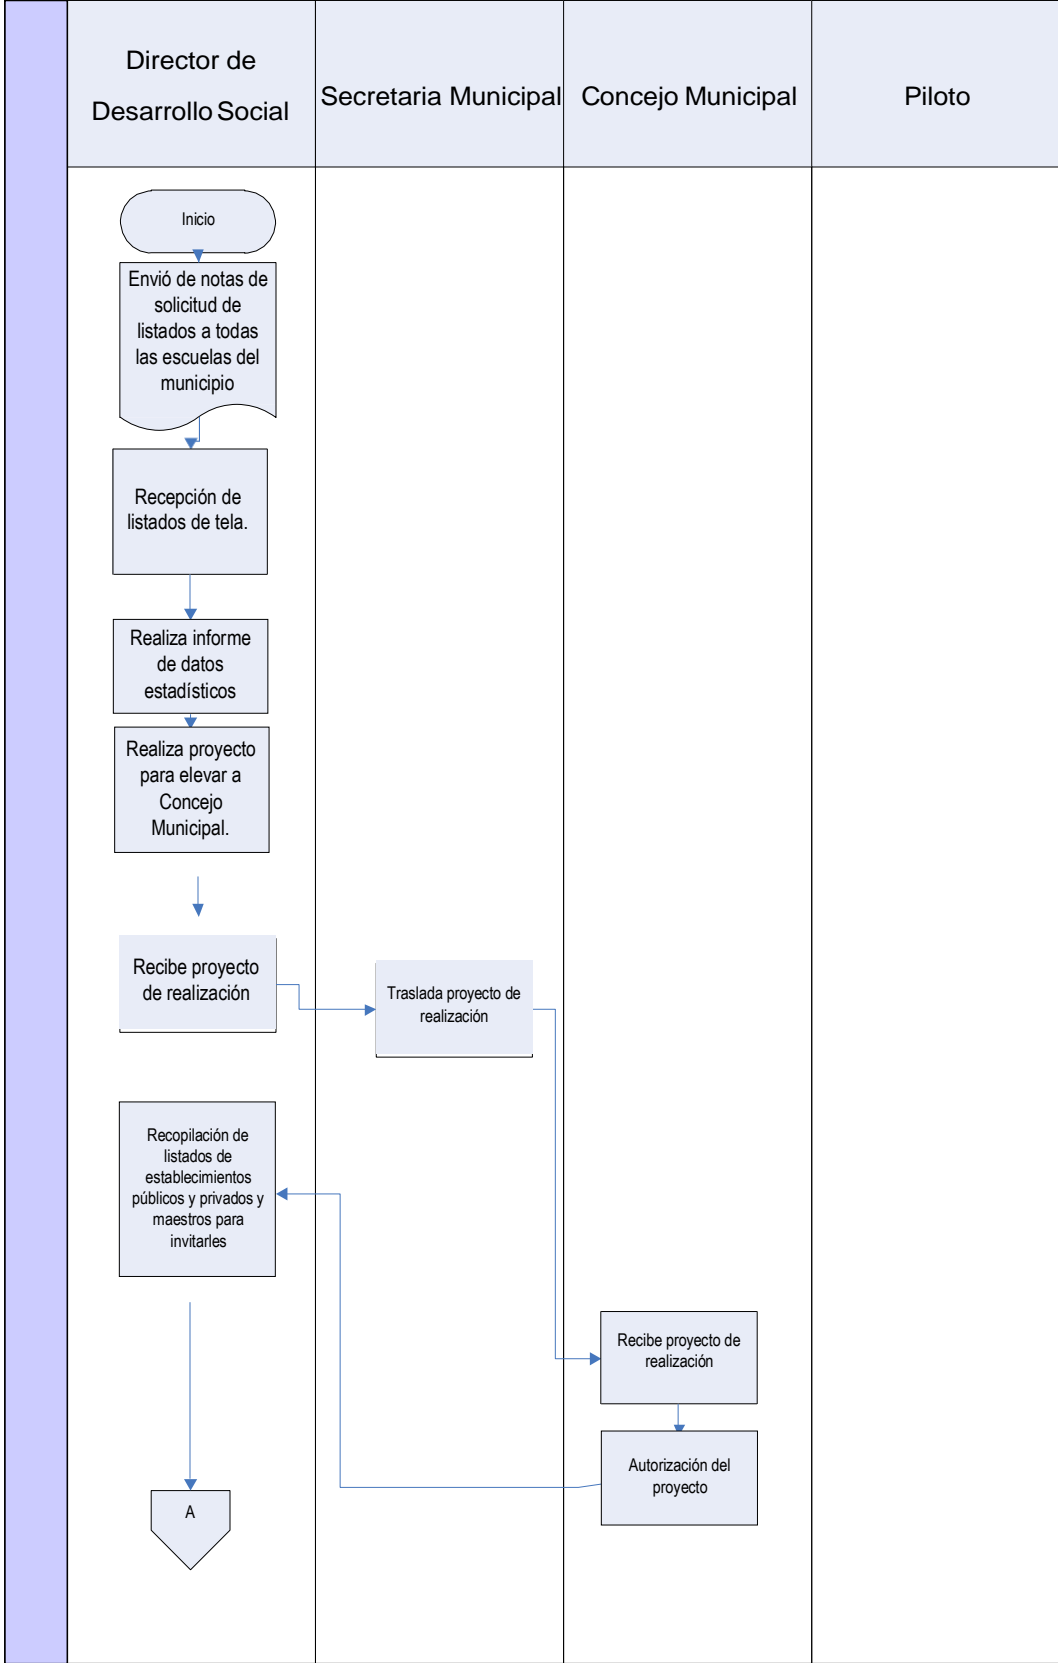 Director de
Desarrollo Social
Secretaria Municipal
Concejo Municipal
Piloto
Inicio
Envió de notas de
solicitud de
listados a todas
las escuelas del
municipio
Recepción de
listados de tela.
Realiza informe
de datos
estadísticos
Realiza proyecto
para elevar a
Concejo
Municipal.
Recibe proyecto
de realización
Traslada proyecto de
realización
Recopilación de
listados de
establecimientos
públicos y privados y
maestros para
invitarles
Recibe proyecto de
realización
Autorización del
proyecto
A